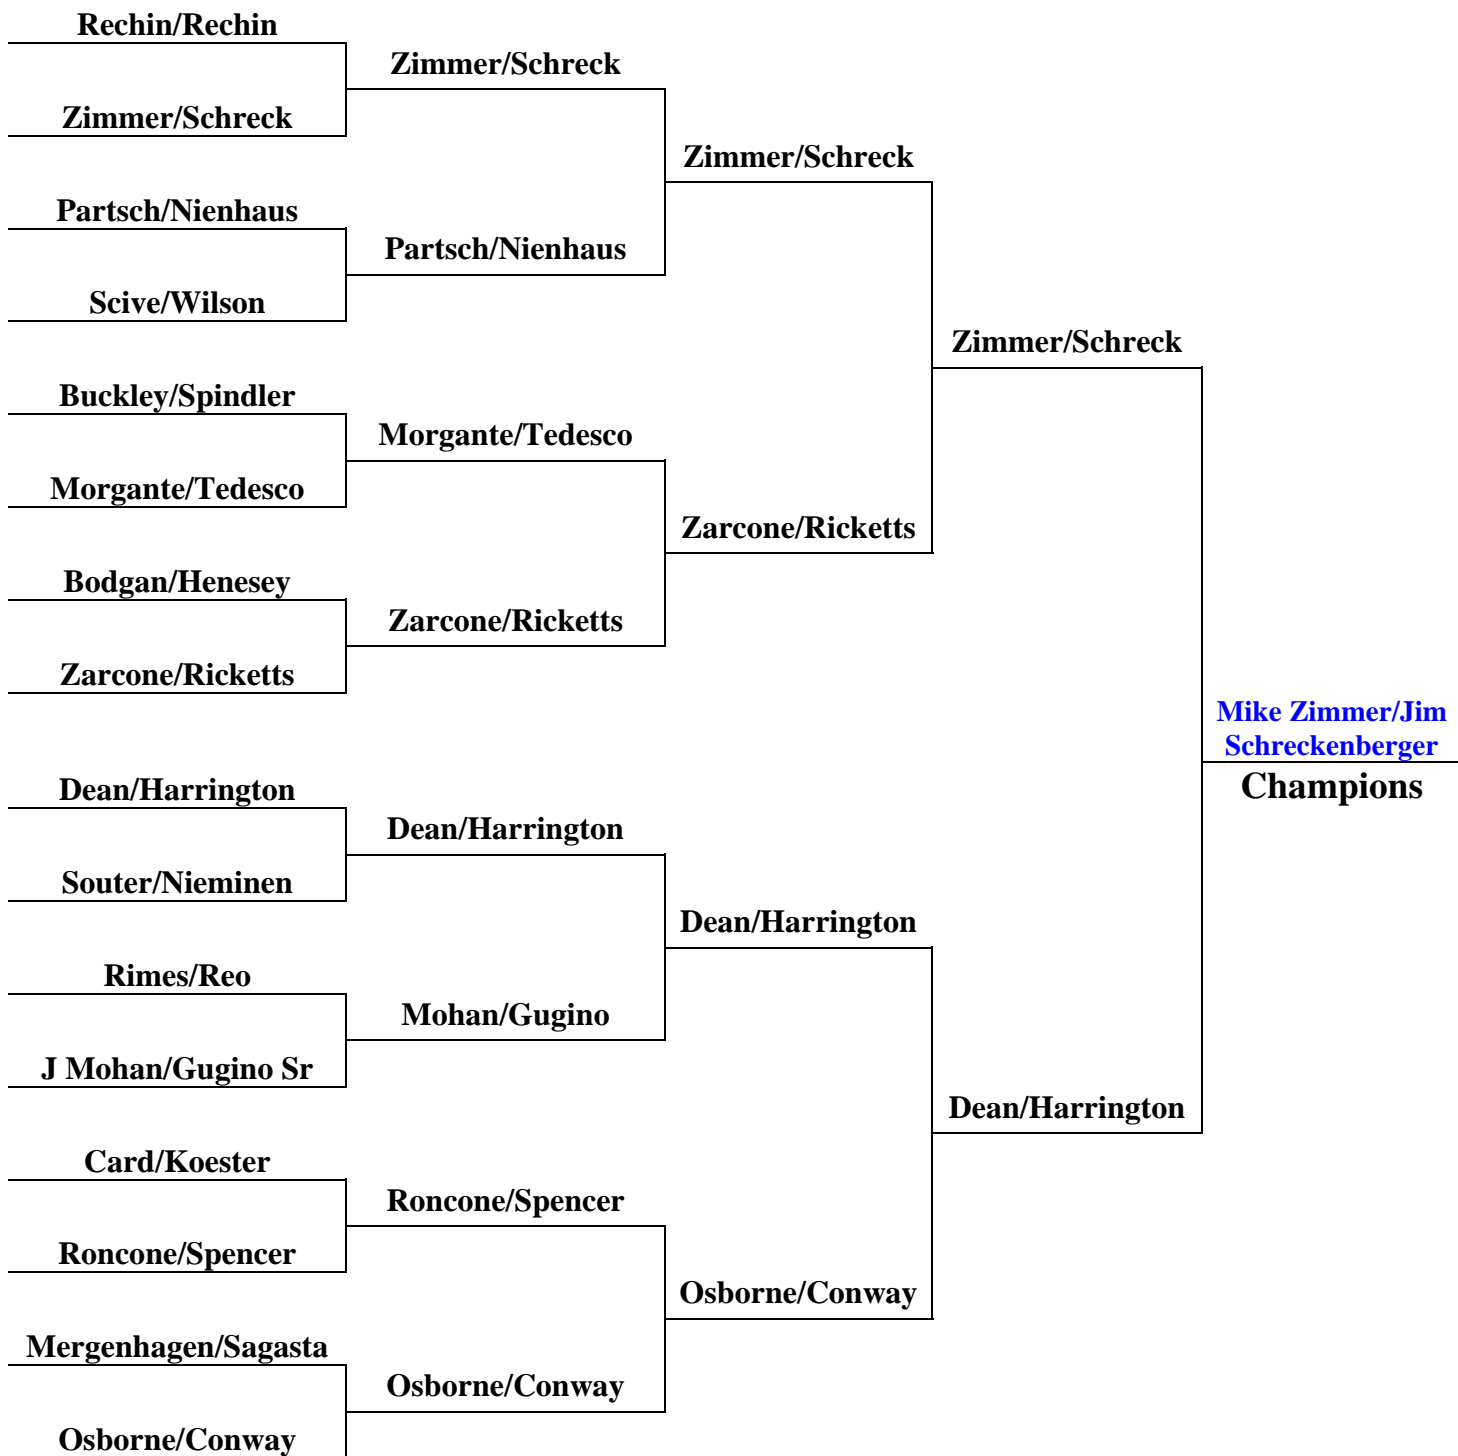 Rechin/Rechin
Zimmer/Schreck
Zimmer/Schreck
Zimmer/Schreck
Partsch/Nienhaus
Partsch/Nienhaus
Scive/Wilson
Zimmer/Schreck
Buckley/Spindler
Morgante/Tedesco
Morgante/Tedesco
Zarcone/Ricketts
Bodgan/Henesey
Zarcone/Ricketts
Zarcone/Ricketts
Mike Zimmer/Jim
Schreckenberger
Champions
Dean/Harrington
Dean/Harrington
Souter/Nieminen
Dean/Harrington
Rimes/Reo
Mohan/Gugino
J Mohan/Gugino Sr
Dean/Harrington
Card/Koester
Roncone/Spencer
Roncone/Spencer
Osborne/Conway
Mergenhagen/Sagasta
Osborne/Conway
Osborne/Conway